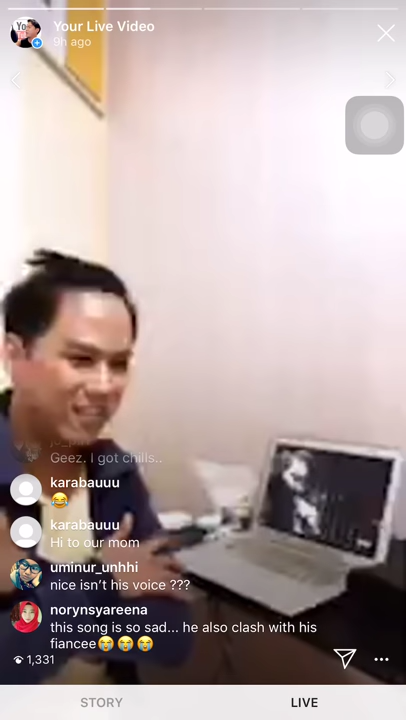 Your Live Video
9h ago
Geez, I got chills..
karabauuu
😂
karabauuu
Hi to our mom
uminur_unhhi
nice isn't his voice ???
norynsyareena
this song is so sad... he also clash with his
fiancee😭😭😭
1,331
STORY
LIVE